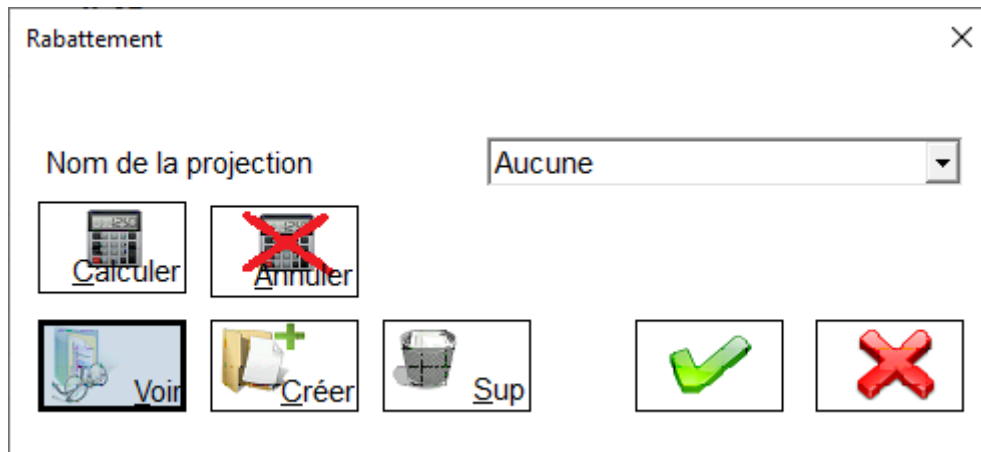 Rabattement
Nom de la projection Aucune
Calculer Annuler
Voir Créer Sup